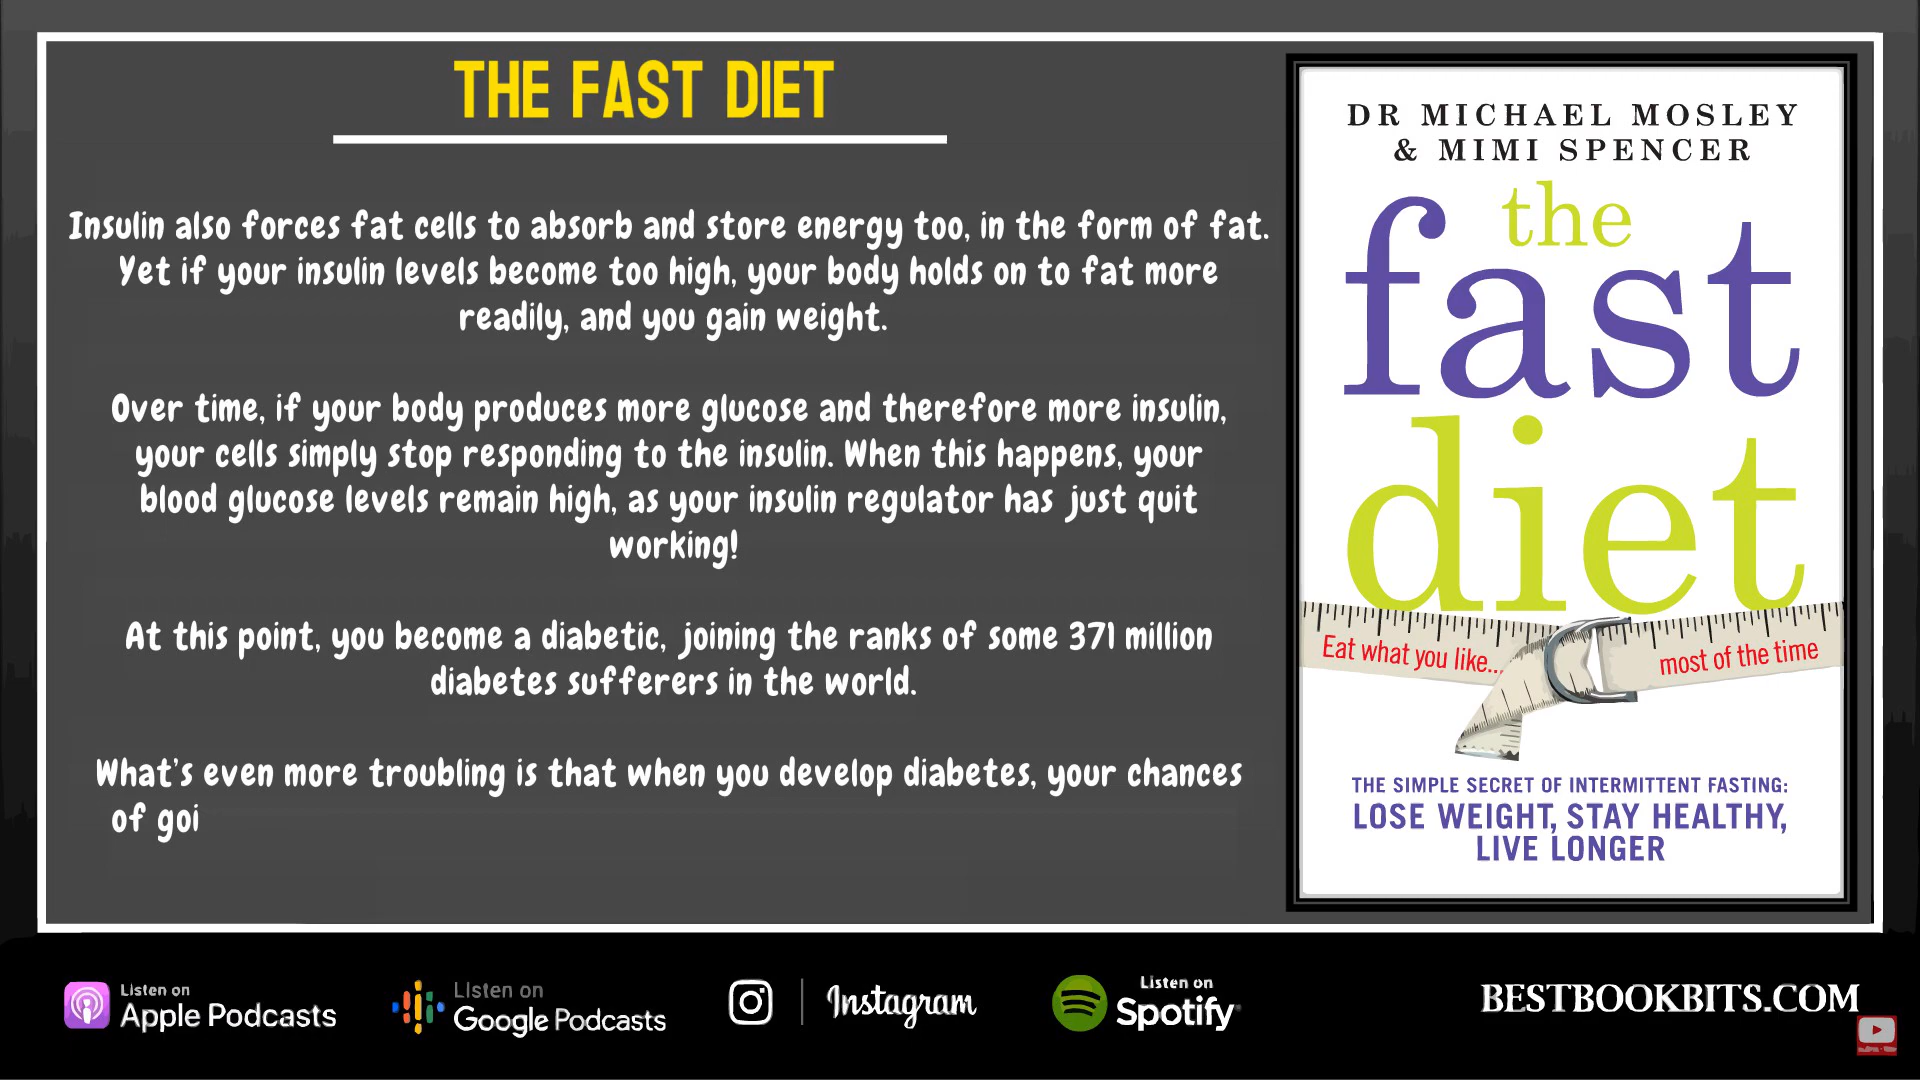 THE FAST DIET
Insulin also forces fat cells to absorb and store energy too, in the form of fat.
Yet if your insulin levels become too high, your body holds on to fat more
readily, and you gain weight.
Over time, if your body produces more glucose and therefore more insulin,
your cells simply stop responding to the insulin. When this happens, your
blood glucose levels remain high, as your insulin regulator has just quit
working!
At this point, you become a diabetic, joining the ranks of some 371 million
diabetes sufferers in the world.
What's even more troubling is that when you develop diabetes, your chances
of goi
DR MICHAEL MOSLEY
& MIMI SPENCER
the
fast
diet
Eat what you like...
most of the time
THE SIMPLE SECRET OF INTERMITTENT FASTING:
LOSE WEIGHT, STAY HEALTHY,
LIVE LONGER
Listen on
Apple Podcasts
Listen on
Google Podcasts
Instagram
Listen on
Spotify
BESTBOOKBITS.COM